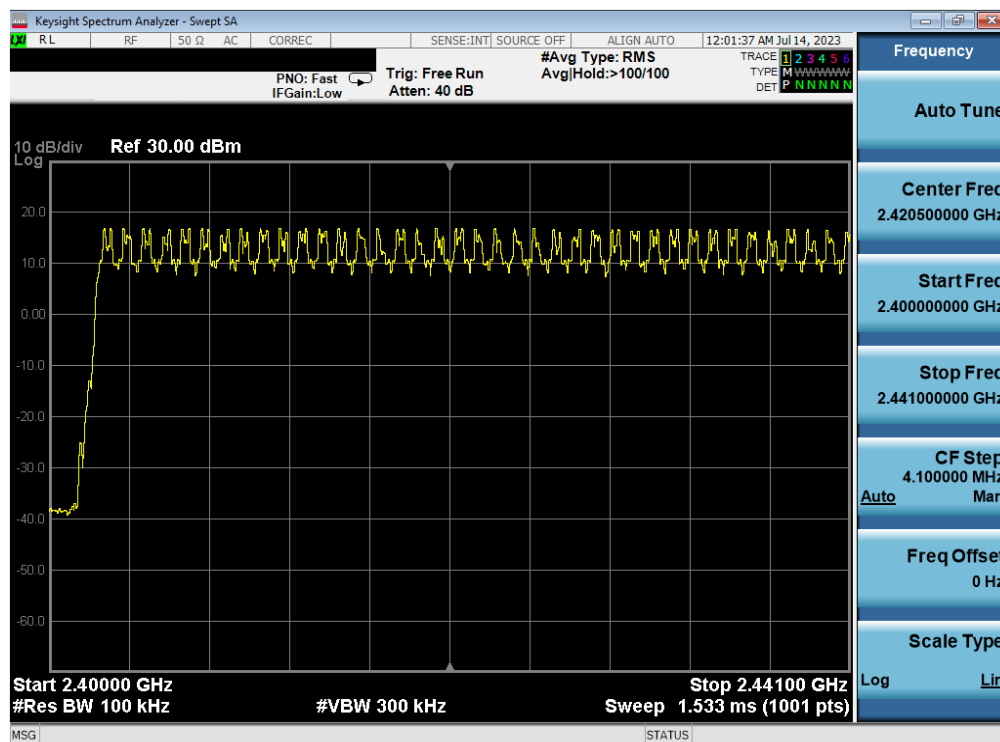 Keysight Spectrum Analyzer - Swept SA
LXI RL RF 50 Ω AC CORREC SENSE:INT SOURCE OFF ALIGN AUTO 12:01:37 AM Jul 14, 2023
PNO: Fast
IFGain:Low
Trig: Free Run
Atten: 40 dB
#Avg Type: RMS
Avg|Hold:>100/100
TRACE 1 2 3 4 5 6
TYPE M WWWWW
DET P N N N N N
10 dB/div
Log
Ref 30.00 dBm
20.0
10.0
0.00
-10.0
-20.0
-30.0
-40.0
-50.0
-60.0
Start 2.40000 GHz
Stop 2.44100 GHz
#Res BW 100 kHz
#VBW 300 kHz
Sweep 1.533 ms (1001 pts)
MSG
STATUS
Frequency
Auto Tune
Center Freq
2.420500000 GHz
Start Freq
2.400000000 GHz
Stop Freq
2.441000000 GHz
CF Step
4.100000 MHz
Auto Man
Freq Offset
0 Hz
Scale Type
Log Lin